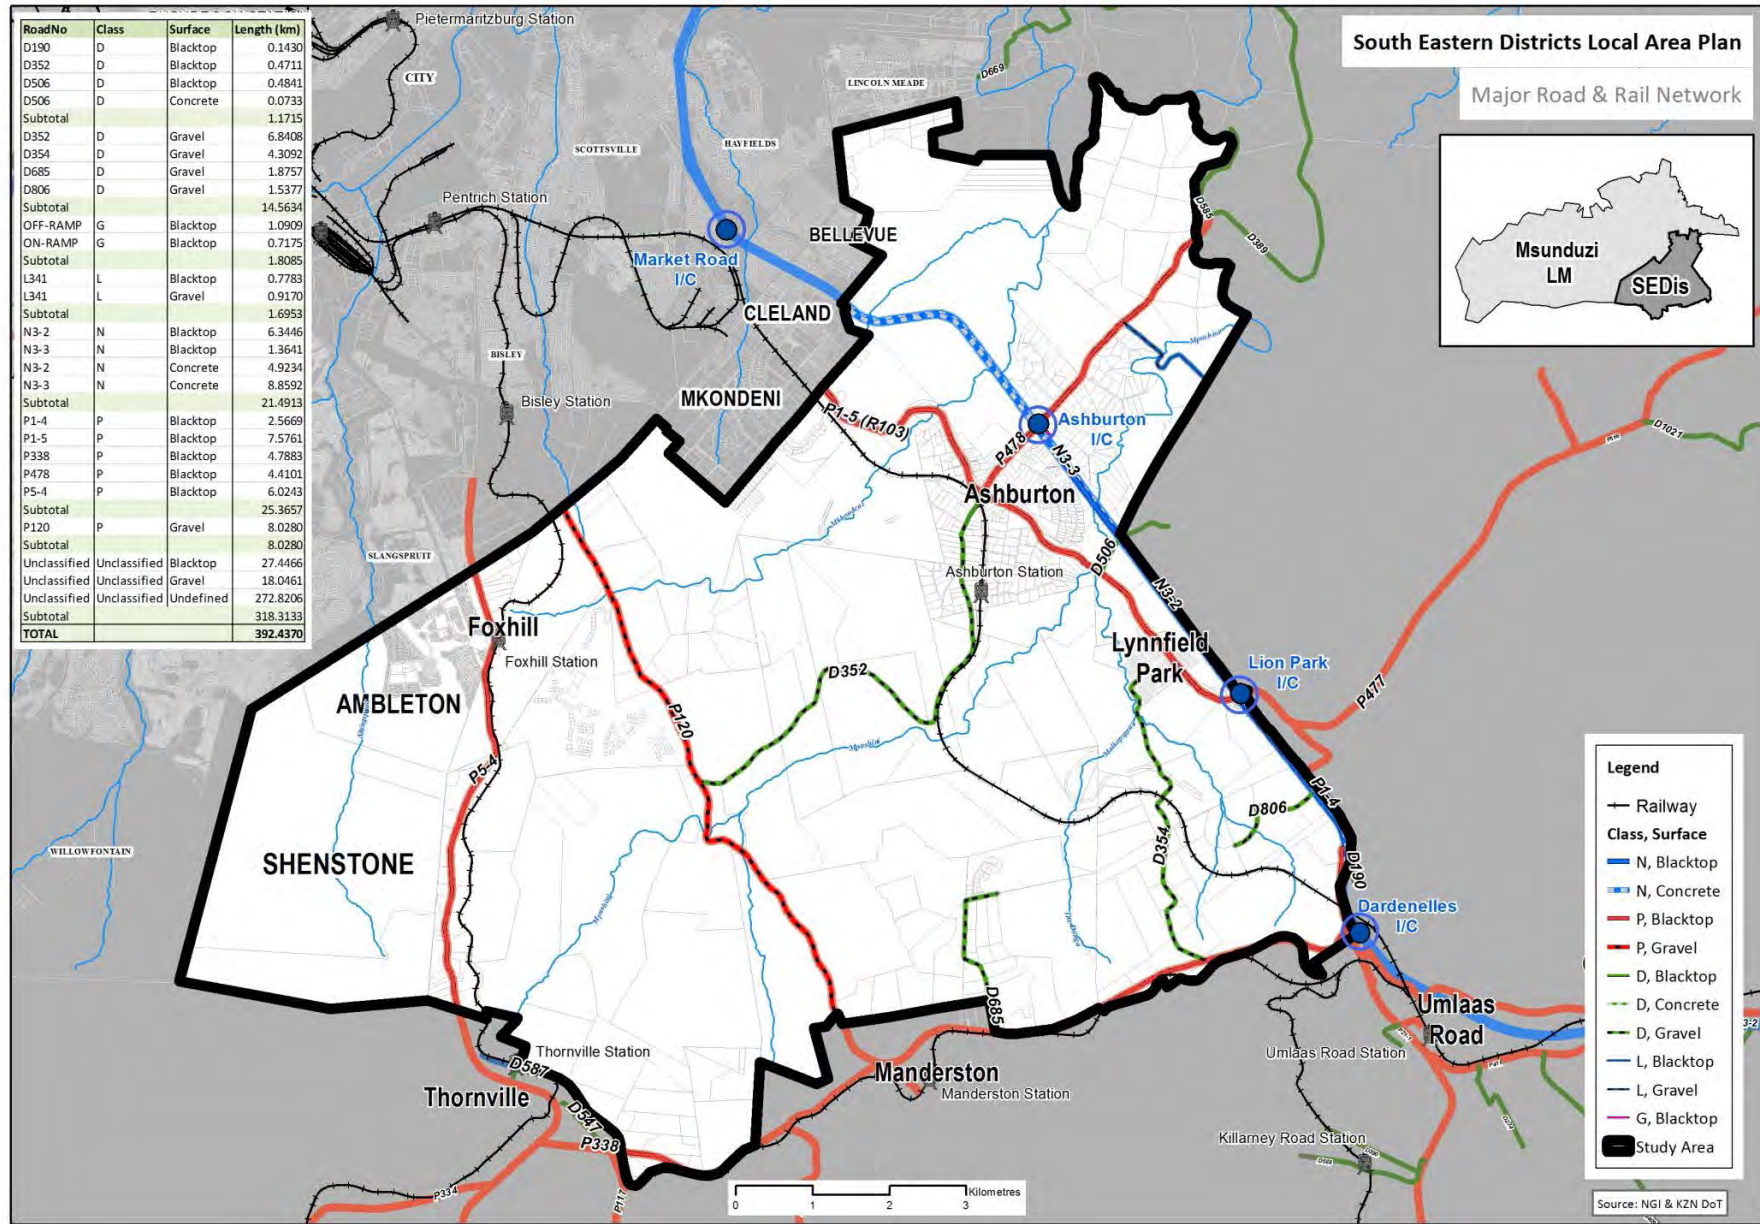 South Eastern Districts Local Area Plan
Major Road & Rail Network
RoadNo Class Surface Length (km)
D190 D Blacktop 0.1430
D352 D Blacktop 0.4711
D506 D Blacktop 0.4841
D506 D Concrete 0.0733
Subtotal 1.1715
D352 D Gravel 6.8408
D354 D Gravel 4.3092
D685 D Gravel 1.8757
D806 D Gravel 1.5377
Subtotal 14.5634
OFF-RAMP G Blacktop 1.0909
ON-RAMP G Blacktop 0.7175
Subtotal 1.8085
L341 L Blacktop 0.7783
L341 L Gravel 0.9170
Subtotal 1.6953
N3-2 N Blacktop 6.3446
N3-3 N Blacktop 1.3641
N3-2 N Concrete 4.9234
N3-3 N Concrete 8.8592
Subtotal 21.4913
P1-4 P Blacktop 2.5669
P1-5 P Blacktop 7.5761
P338 P Blacktop 4.7883
P478 P Blacktop 4.4101
P5-4 P Blacktop 6.0243
Subtotal 25.3657
P120 P Gravel 8.0280
Subtotal 8.0280
Unclassified Unclassified Blacktop 27.4466
Unclassified Unclassified Gravel 18.0461
Unclassified Unclassified Undefined 272.8206
Subtotal 318.3133
TOTAL 392.4370
Pietermaritzburg Station
CITY
LINCOLN MEADE
D669
SCOTTSVILLE
HAYFIELDS
Pentrich Station
BELLEVUE
D585
D389
Market Road
I/C
CLELAND
BISLEY
Bisley Station
MKONDENI
P1-5 (R103)
Ashburton
I/C
P478
N3-3
Ashburton
Mpushini
D1021
Mkhondeni
SLANGSPRUIT
Ashburton Station
D506
N3-2
Foxhill
Foxhill Station
Lynnfield
Park
Lion Park
I/C
D352
P477
AMBLETON
P120
Mpushini
P5-4
P1-4
D806
D354
WILLOWFONTAIN
SHENSTONE
D190
Mpushini
Dardenelles
I/C
D685
Umlaas
Road
Umlaas Road Station
Thornville Station
D587
Thornville
Manderston
Manderston Station
D547
P338
Killarney Road Station
P334
P117
3-2
Msunduzi
LM
SEDis
Legend
Railway
Class, Surface
N, Blacktop
N, Concrete
P, Blacktop
P, Gravel
D, Blacktop
D, Concrete
D, Gravel
L, Blacktop
L, Gravel
G, Blacktop
Study Area
Kilometres
0 1 2 3
Source: NGI & KZN DoT